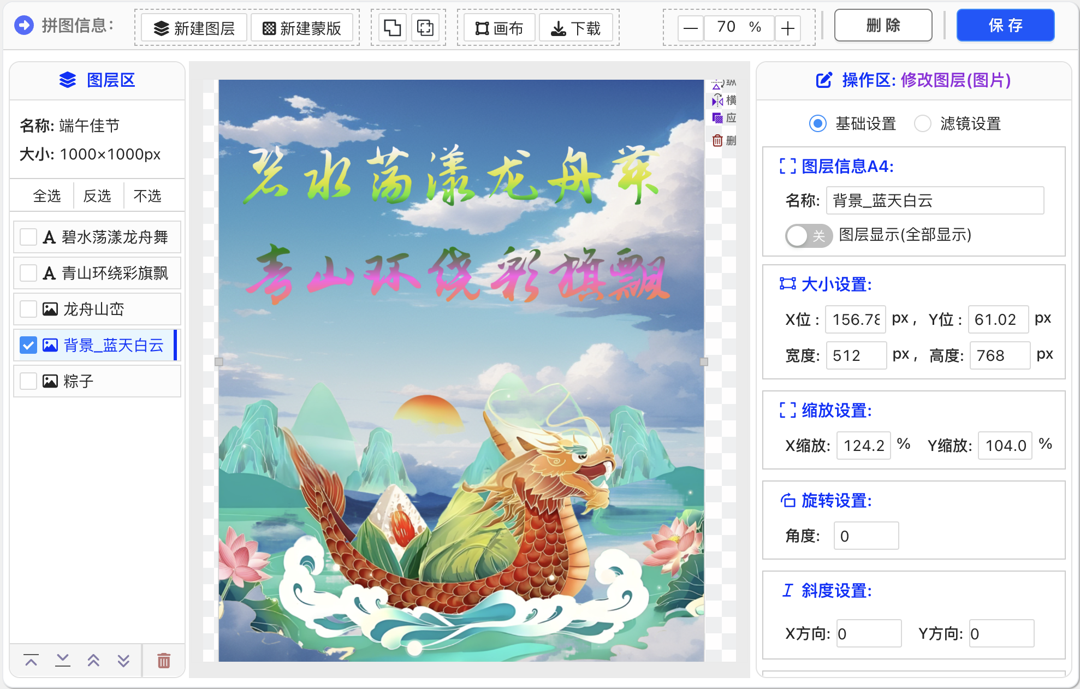 拼图信息:
新建图层
新建蒙版
画布
下载
70 %
删 除
保 存
图层区
名称: 端午佳节
大小: 1000×1000px
全选
反选
不选
A 碧水荡漾龙舟舞
A 青山环绕彩旗飘
龙舟山峦
背景_蓝天白云
粽子
碧水荡漾龙舟
青山环绕彩旗飘
纵
横
应
删
操作区: 修改图层(图片)
基础设置
滤镜设置
图层信息A4:
名称: 背景_蓝天白云
关 图层显示(全部显示)
大小设置:
X位: 156.78 px, Y位: 61.02 px
宽度: 512 px, 高度: 768 px
缩放设置:
X缩放: 124.2 % Y缩放: 104.0 %
旋转设置:
角度: 0
斜度设置:
X方向: 0 Y方向: 0